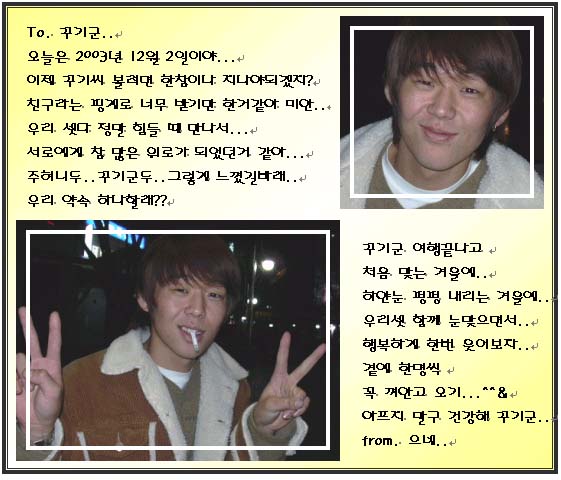 To. 꾸기군..
오늘은 2003년 12월 2일이야...
이제 꾸기씨 볼려면 한참이나 지나야되겠지?
친구라는 핑계로 너무 받기만 한거같아 미안..
우리 셋다 정말 힘들 때 만나서...
서로에게 참 많은 위로가 되었던거 같아...
주허니두..꾸기군두..그렇게 느꼈길바래..
우리 약속 하나할래??
꾸기군 여행끝나고
처음 맞는 겨울에..
하얀눈 펑펑 내리는 겨울에..
우리셋 함께 눈맞으면서..
행복하게 한번 웃어보자..
곁에 한명씩
꼭 껴안고 오기...^^&
아프지 말구 건강해 꾸기군..
from. 으네..